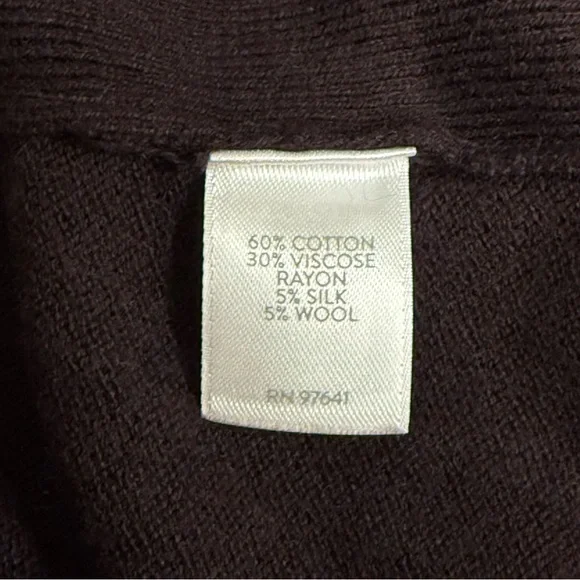 60% COTTON
30% VISCOSE
RAYON
5% SILK
5% WOOL
RN 97641